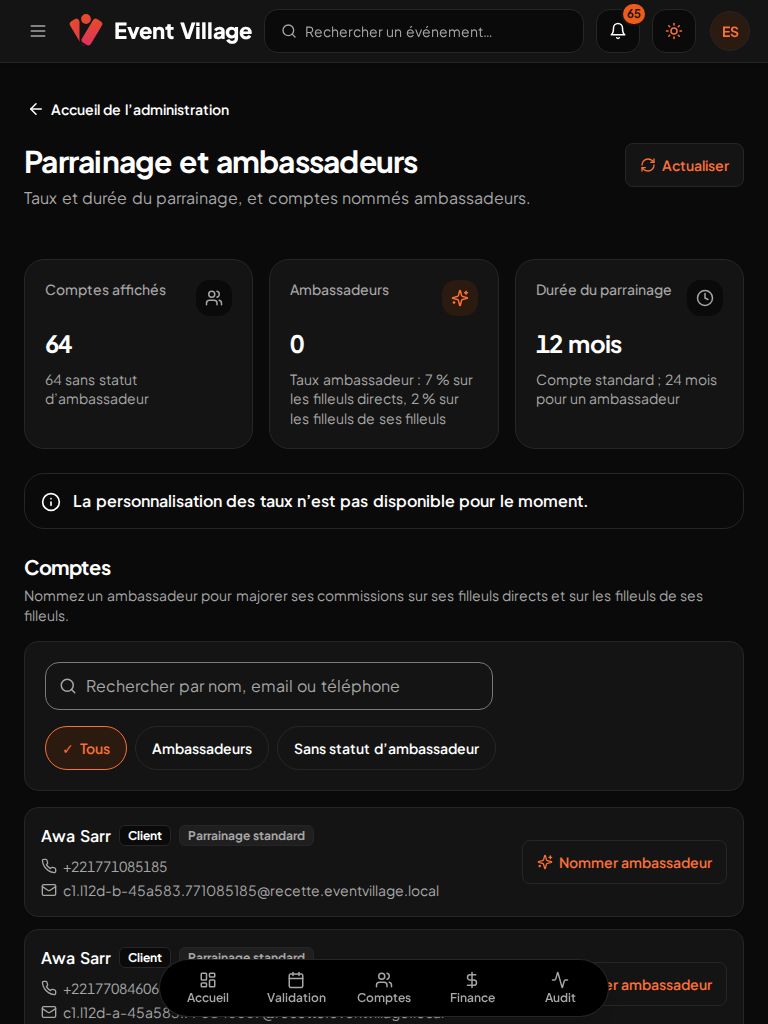 Event Village
Rechercher un événement…
65
ES
Accueil de l’administration
Parrainage et ambassadeurs
Actualiser
Taux et durée du parrainage, et comptes nommés ambassadeurs.
Comptes affichés
64
64 sans statut
d’ambassadeur
Ambassadeurs
0
Taux ambassadeur : 7 % sur
les filleuls directs, 2 % sur
les filleuls de ses filleuls
Durée du parrainage
12 mois
Compte standard ; 24 mois
pour un ambassadeur
La personnalisation des taux n’est pas disponible pour le moment.
Comptes
Nommez un ambassadeur pour majorer ses commissions sur ses filleuls directs et sur les filleuls de ses
filleuls.
Rechercher par nom, email ou téléphone
✓ Tous
Ambassadeurs
Sans statut d’ambassadeur
Awa Sarr Client Parrainage standard
+221771085185
c1.l12d-b-45a583.771085185@recette.eventvillage.local
Nommer ambassadeur
Awa Sarr Client Parrainage standard
+22177084606
ambassadeur
Accueil
Validation
Comptes
Finance
Audit